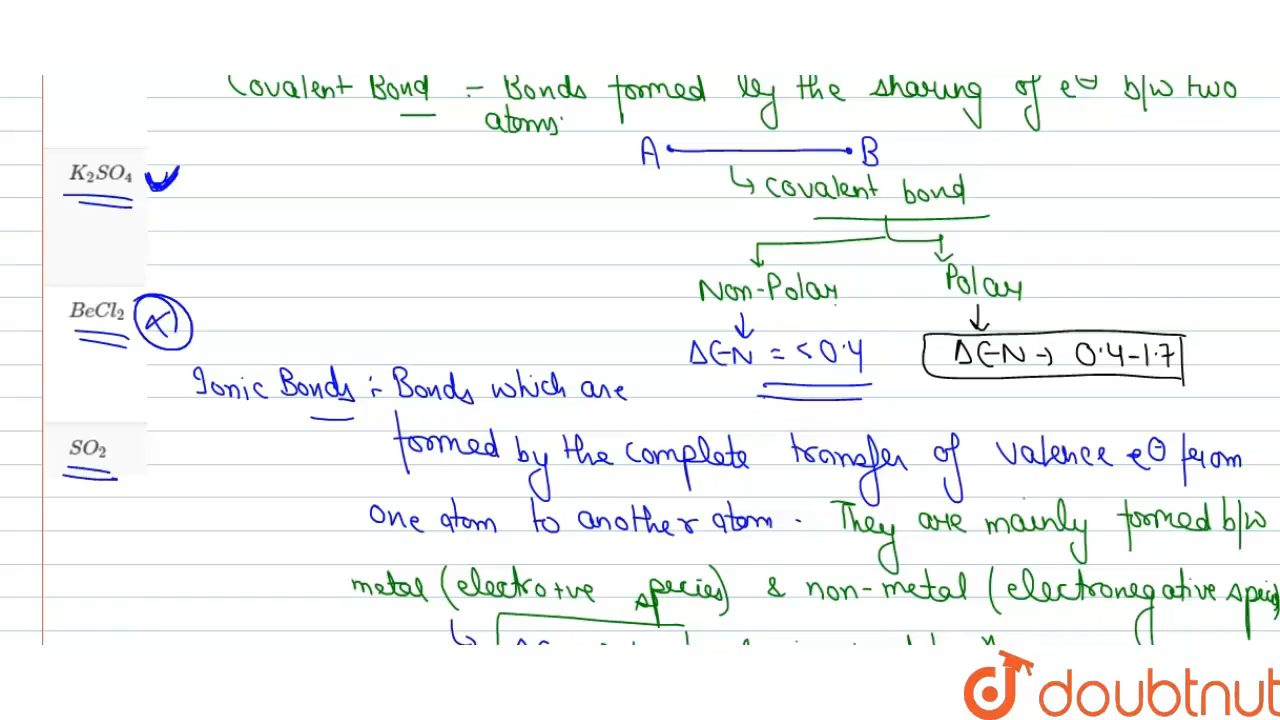 Covalent Bond :- Bonds formed by the sharing of e⊖ b/w two
atoms.
A B
K₂SO₄
↳ covalent bond
Non-Polar Polar
BeCl₂
ΔEN = <0.4 ΔEN → 0.4-1.7
Ionic Bonds :- Bonds which are
SO₂
formed by the complete transfer of valence e⊖ from
one atom to another atom. They are mainly formed b/w
metal (electro+ve species) & non-metal (electronegative species
doubtnut